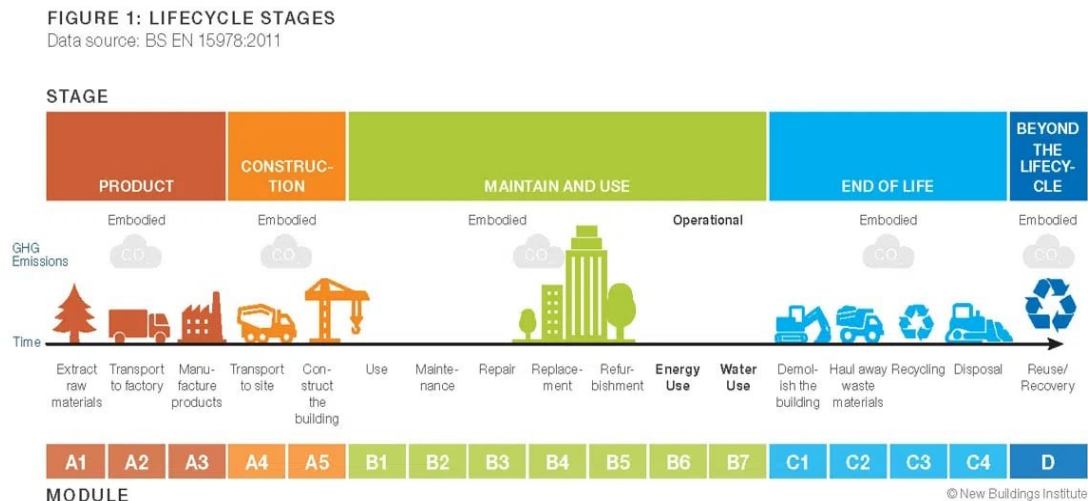 FIGURE 1: LIFECYCLE STAGES
Data source: BS EN 15978:2011
STAGE
PRODUCT
CONSTRUC-
TION
MAINTAIN AND USE
END OF LIFE
BEYOND
THE
LIFECY-
CLE
Embodied
Embodied
Embodied
Operational
Embodied
Embodied
GHG
Emissions
CO₂
CO₂
CO₂
CO₂
CO₂
Time
Extract
raw
materials
Transport
to factory
Manu-
facture
products
Transport
to site
Con-
struct
the
building
Use
Mainte-
nance
Repair
Replace-
ment
Refur-
bishment
Energy
Use
Water
Use
Demol-
ish the
building
Haul away
waste
materials
Recycling
Disposal
Reuse/
Recovery
A1 A2 A3 A4 A5 B1 B2 B3 B4 B5 B6 B7 C1 C2 C3 C4 D
MODULE
© New Buildings Institute